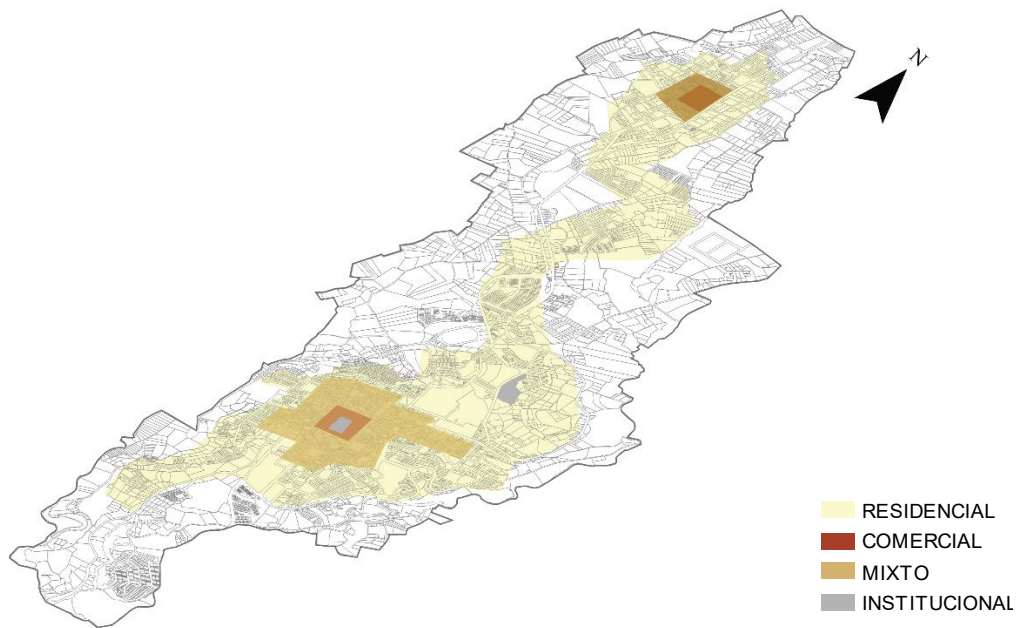 N
RESIDENCIAL
COMERCIAL
MIXTO
INSTITUCIONAL